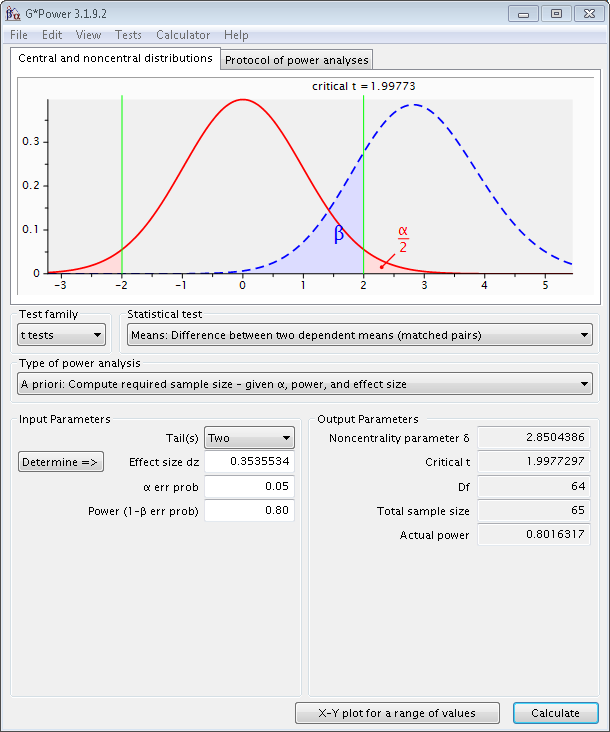 G*Power 3.1.9.2
File Edit View Tests Calculator Help
Central and noncentral distributions Protocol of power analyses
critical t = 1.99773
0.3
0.2
0.1
0
β
α
2
-3 -2 -1 0 1 2 3 4 5
Test family Statistical test
t tests Means: Difference between two dependent means (matched pairs)
Type of power analysis
A priori: Compute required sample size - given α, power, and effect size
Input Parameters Output Parameters
Tail(s) Two Noncentrality parameter δ 2.8504386
Determine => Effect size dz 0.3535534 Critical t 1.9977297
α err prob 0.05 Df 64
Power (1-β err prob) 0.80 Total sample size 65
Actual power 0.8016317
X-Y plot for a range of values Calculate